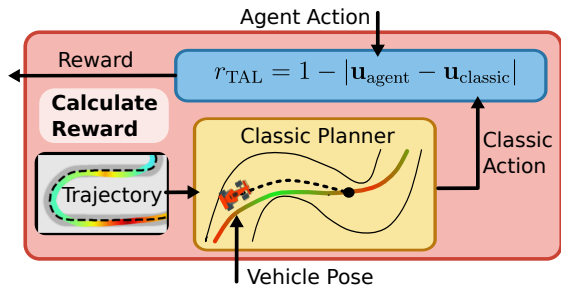 Agent Action
Reward
r_TAL = 1 − |u_agent − u_classic|
Calculate
Reward
Classic Planner
Classic
Action
Trajectory
Vehicle Pose